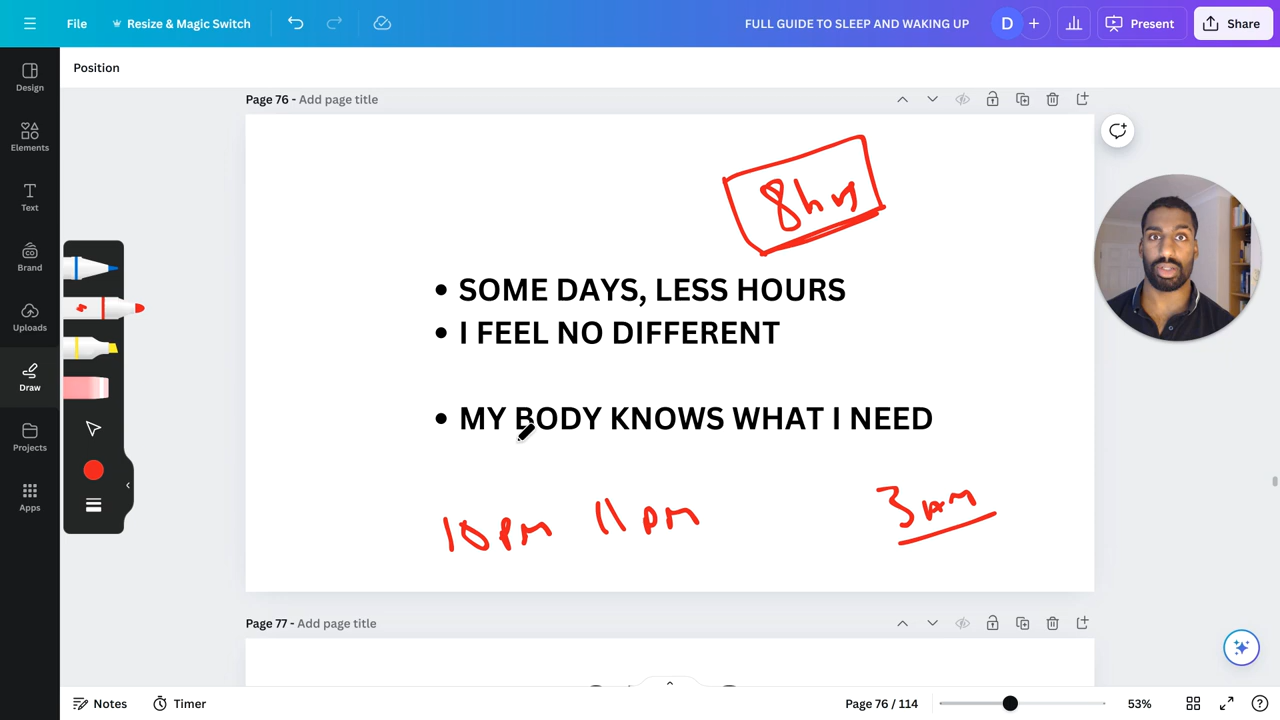 File
Resize & Magic Switch
FULL GUIDE TO SLEEP AND WAKING UP
D
Present
Share
Position
Design
Elements
Text
Brand
Uploads
Draw
Projects
Apps
Page 76 - Add page title
8hrs
• SOME DAYS, LESS HOURS
• I FEEL NO DIFFERENT
• MY BODY KNOWS WHAT I NEED
10pm 11pm 3am
Page 77 - Add page title
Notes
Timer
Page 76 / 114
53%